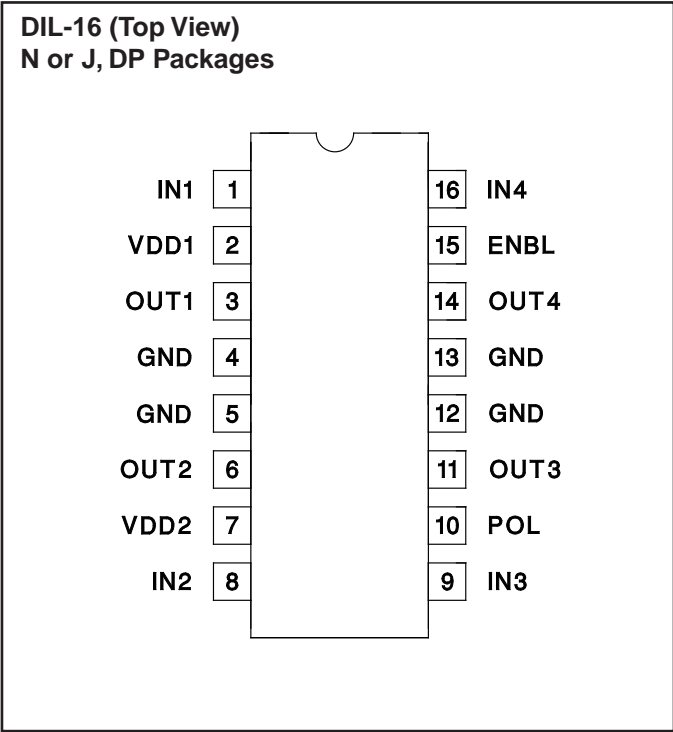 DIL-16 (Top View)
N or J, DP Packages
IN1 1 16 IN4
VDD1 2 15 ENBL
OUT1 3 14 OUT4
GND 4 13 GND
GND 5 12 GND
OUT2 6 11 OUT3
VDD2 7 10 POL
IN2 8 9 IN3